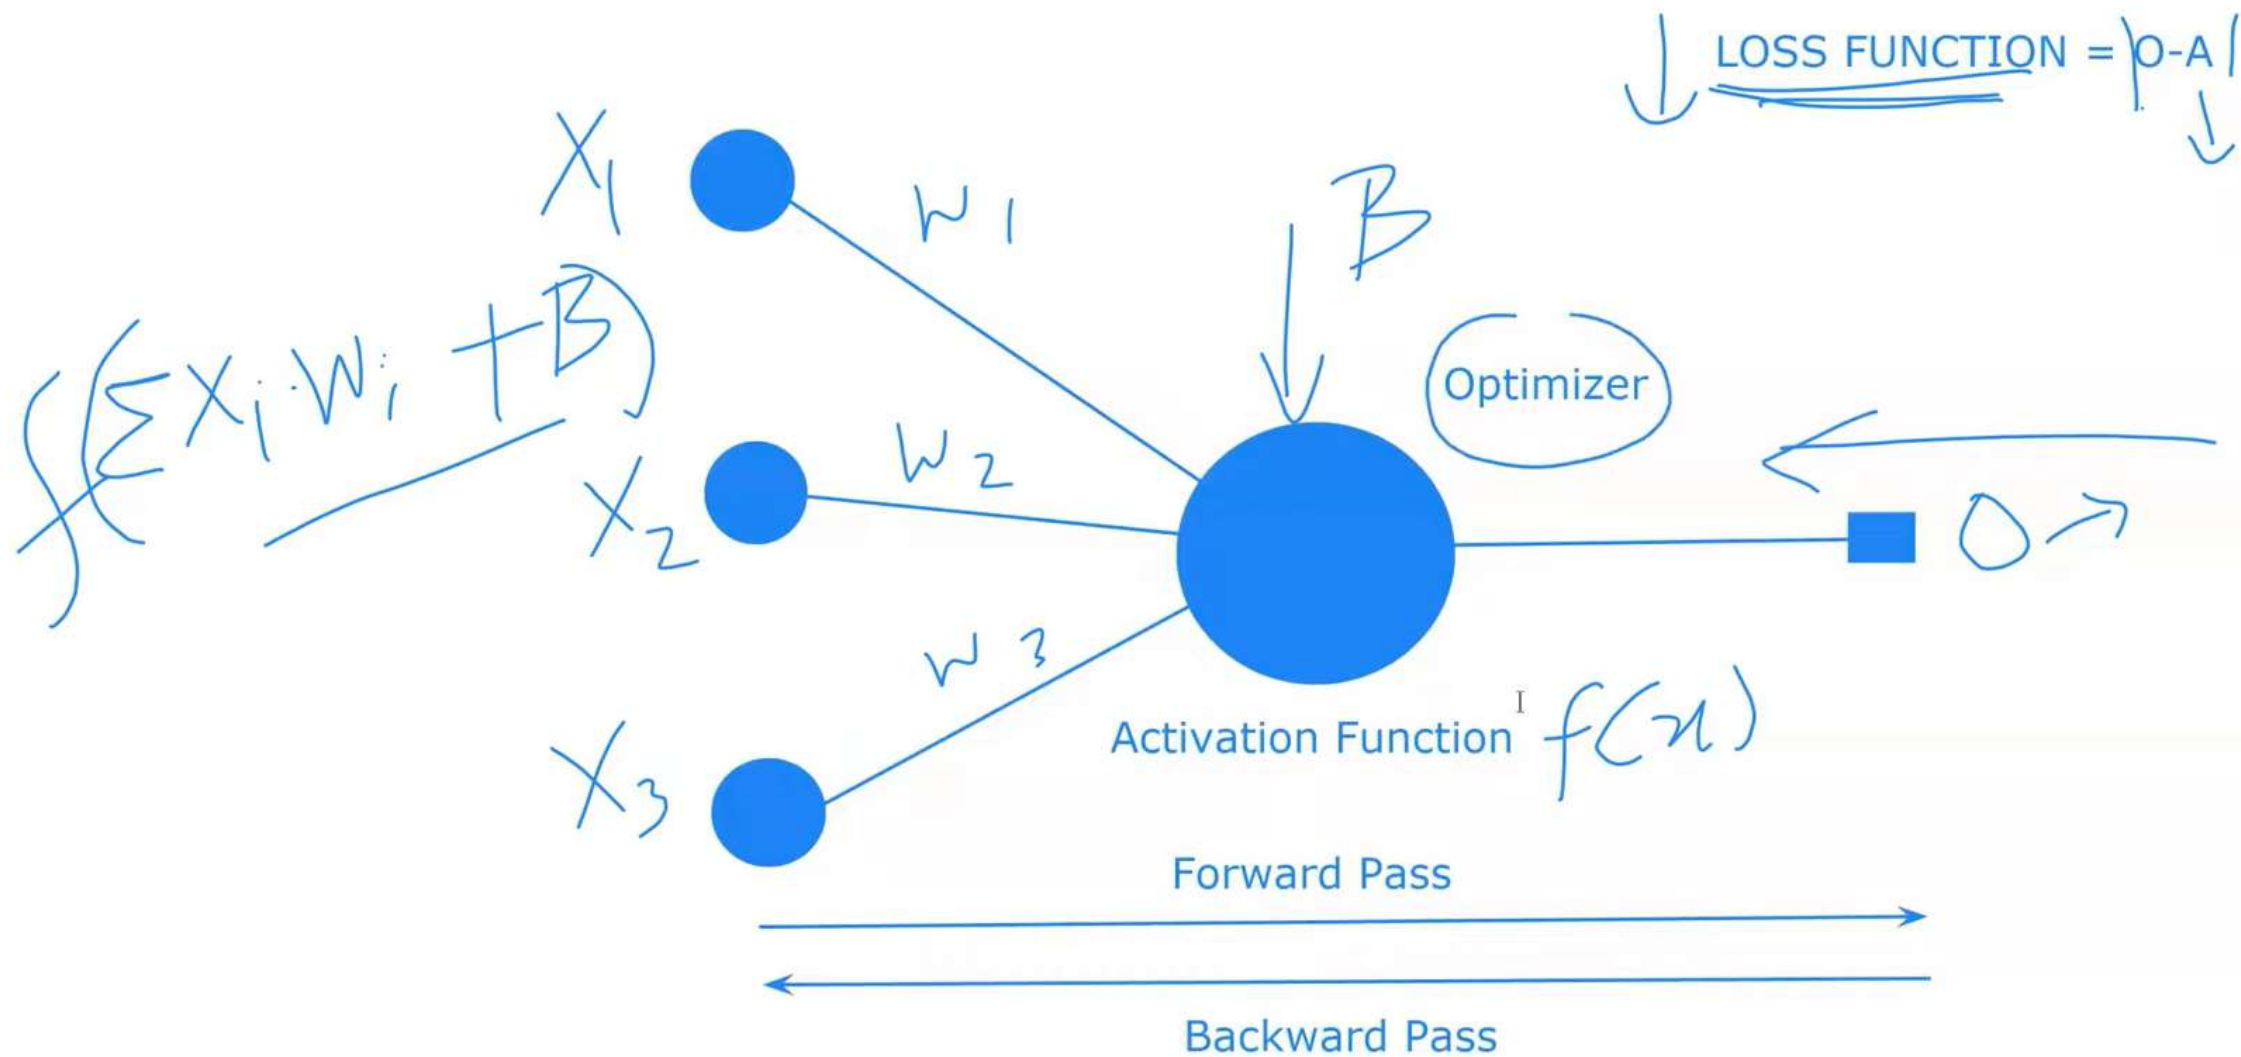 LOSS FUNCTION = |O-A|
X1
W1
B
f(ΣXi·Wi + B)
Optimizer
W2
X2
O
W3
X3
Activation Function f(x)
Forward Pass
Backward Pass